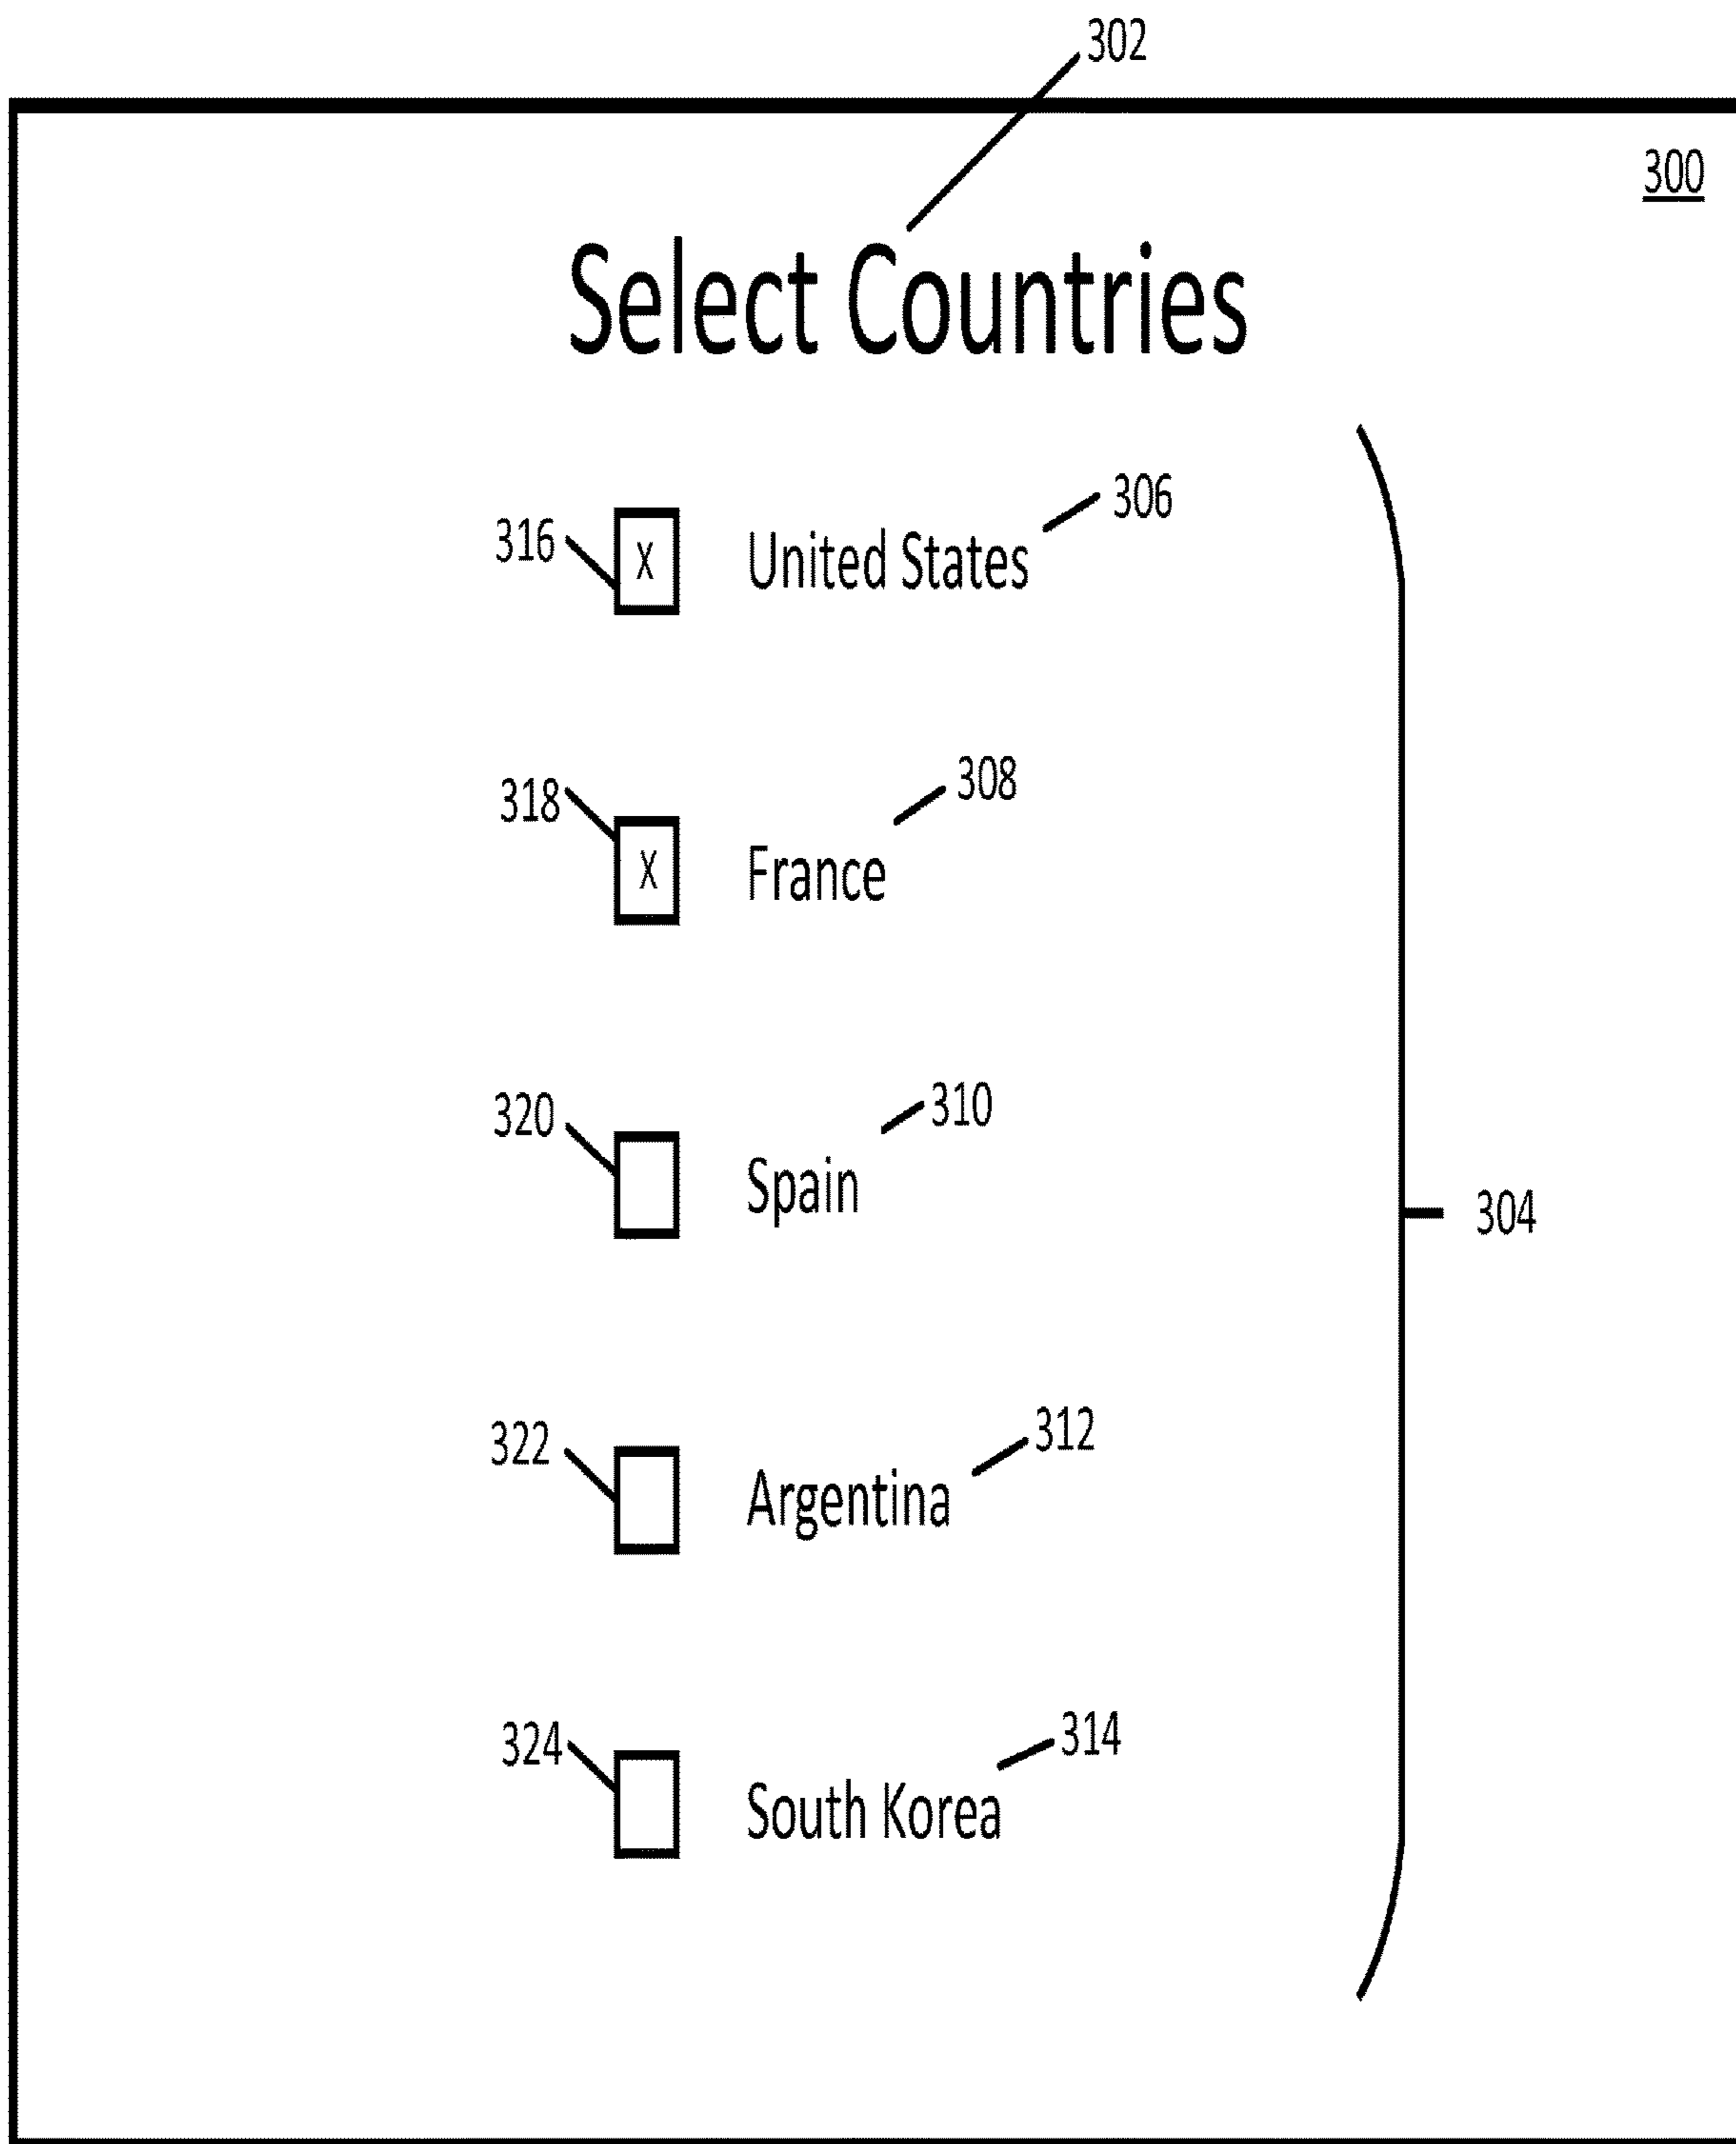 302
300
Select Countries
316 X United States 306
318 X France 308
320 Spain 310
304
322 Argentina 312
324 South Korea 314